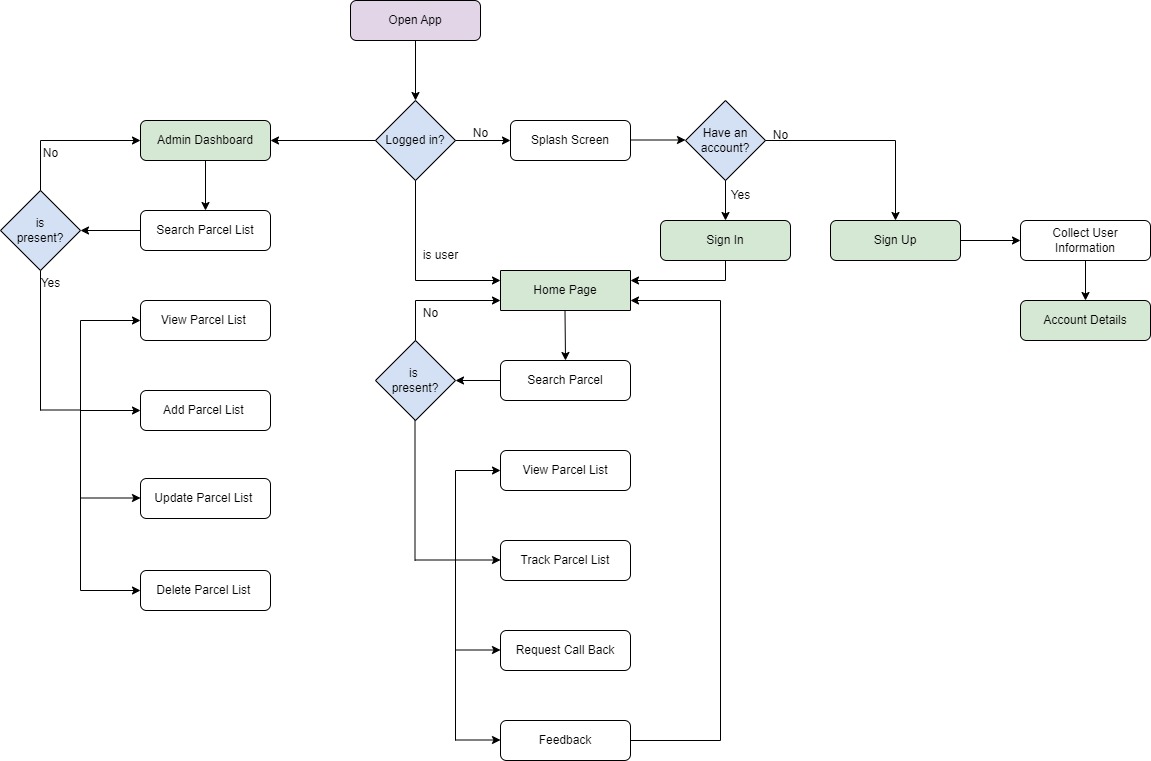 Open App
Admin Dashboard
Logged in?
No
Splash Screen
Have an
account?
No
No
Yes
is
present?
Search Parcel List
Sign In
Sign Up
Collect User
Information
is user
Yes
Home Page
View Parcel List
No
Account Details
is
present?
Search Parcel
Add Parcel List
View Parcel List
Update Parcel List
Track Parcel List
Delete Parcel List
Request Call Back
Feedback